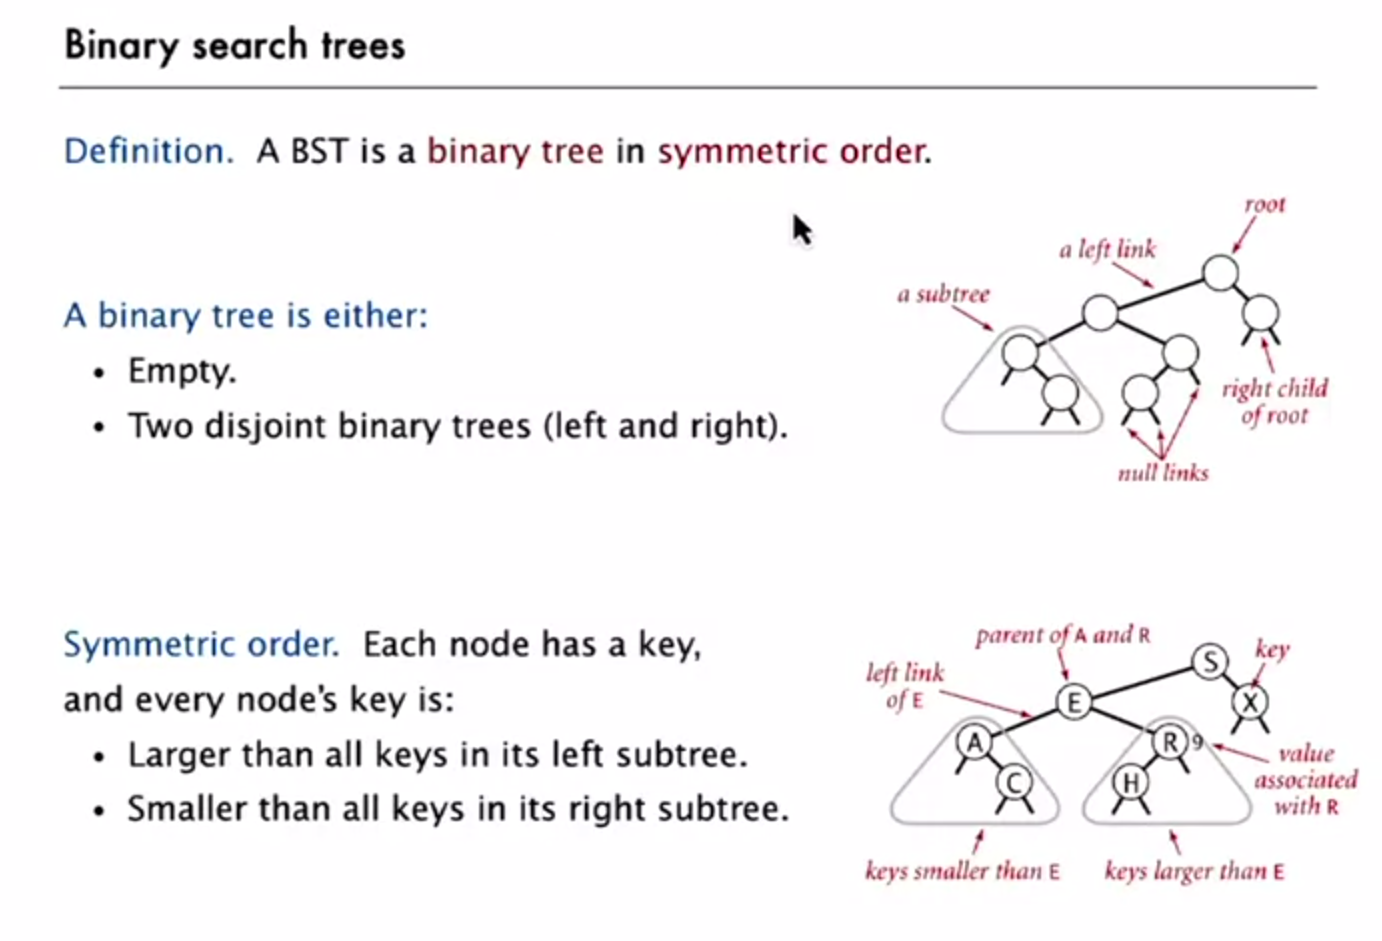 Binary search trees
Definition. A BST is a binary tree in symmetric order.
root
a left link
a subtree
A binary tree is either:
• Empty.
• Two disjoint binary trees (left and right).
right child
of root
null links
Symmetric order. Each node has a key,
and every node's key is:
• Larger than all keys in its left subtree.
• Smaller than all keys in its right subtree.
parent of A and R
key
left link
of E
S
E
X
A
R 9
C
H
value
associated
with R
keys smaller than E
keys larger than E